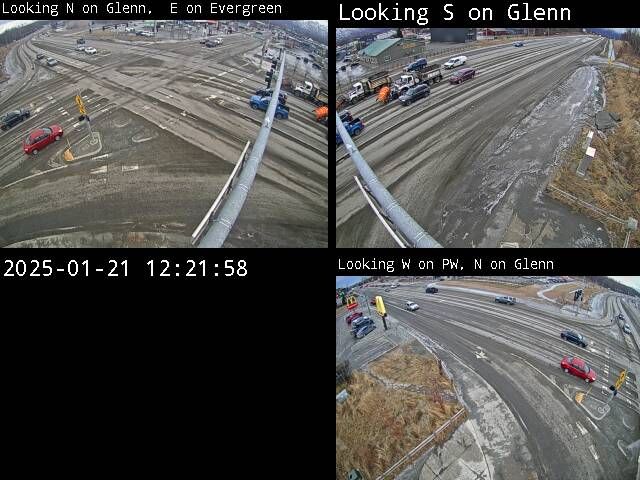 Looking N on Glenn,  E on Evergreen
Looking S on Glenn
2025-01-21 12:21:58
Looking W on PW, N on Glenn